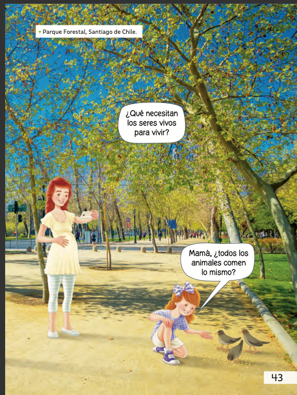 • Parque Forestal, Santiago de Chile.
¿Qué necesitan
los seres vivos
para vivir?
Mamà, ¿todos los
animales comen
lo mismo?
43